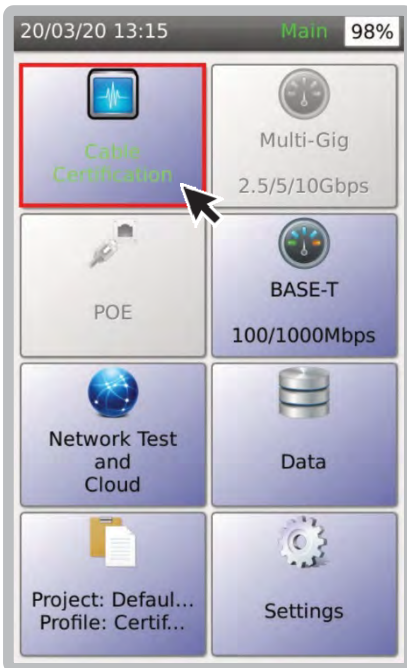 20/03/20 13:15 Main 98%
Cable
Certification
Multi-Gig
2.5/5/10Gbps
POE
BASE-T
100/1000Mbps
Network Test
and
Cloud
Data
Project: Defaul...
Profile: Certif...
Settings